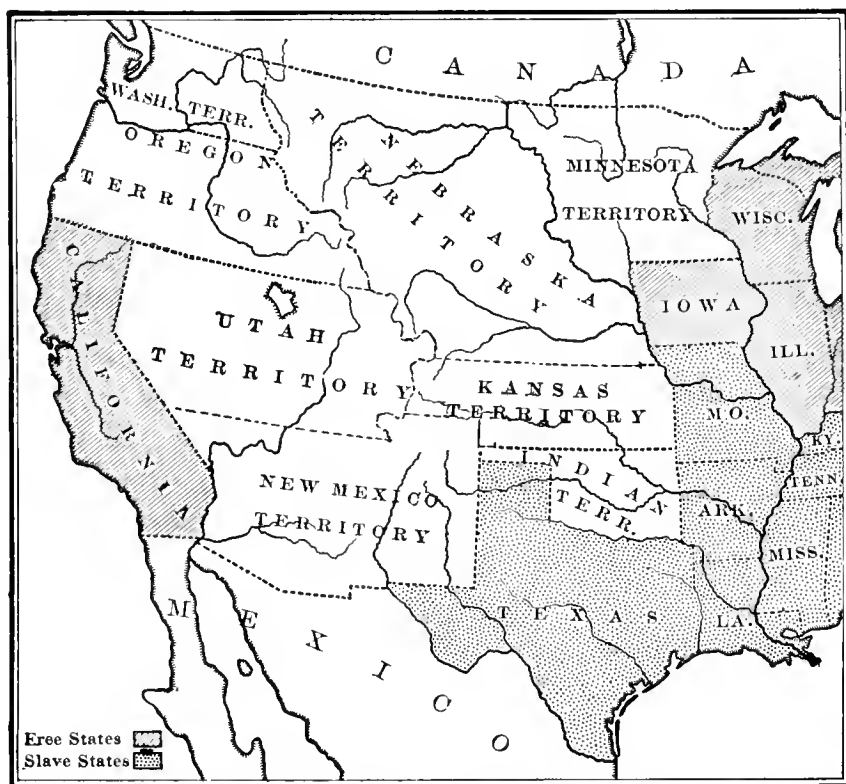 CANADA
WASH. TERR.
OREGON
TERRITORY
NEBRASKA
TERRITORY
MINNESOTA
TERRITORY
WISC.
CALIFORNIA
UTAH
TERRITORY
IOWA
ILL.
KANSAS
TERRITORY
MO.
KY.
INDIAN
TERR.
TENN.
NEW MEXICO
TERRITORY
ARK.
MISS.
MEXICO
TEXAS
LA.
Eree States
Slave States